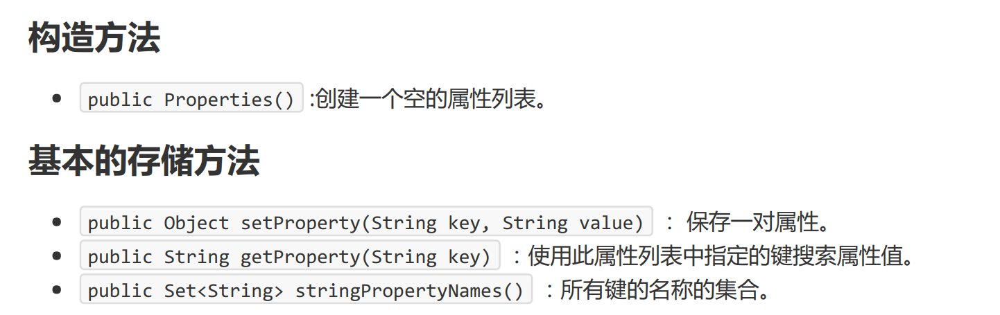 构造方法
public Properties() :创建一个空的属性列表。
基本的存储方法
public Object setProperty(String key, String value) : 保存一对属性。
public String getProperty(String key) :使用此属性列表中指定的键搜索属性值。
public Set<String> stringPropertyNames() :所有键的名称的集合。